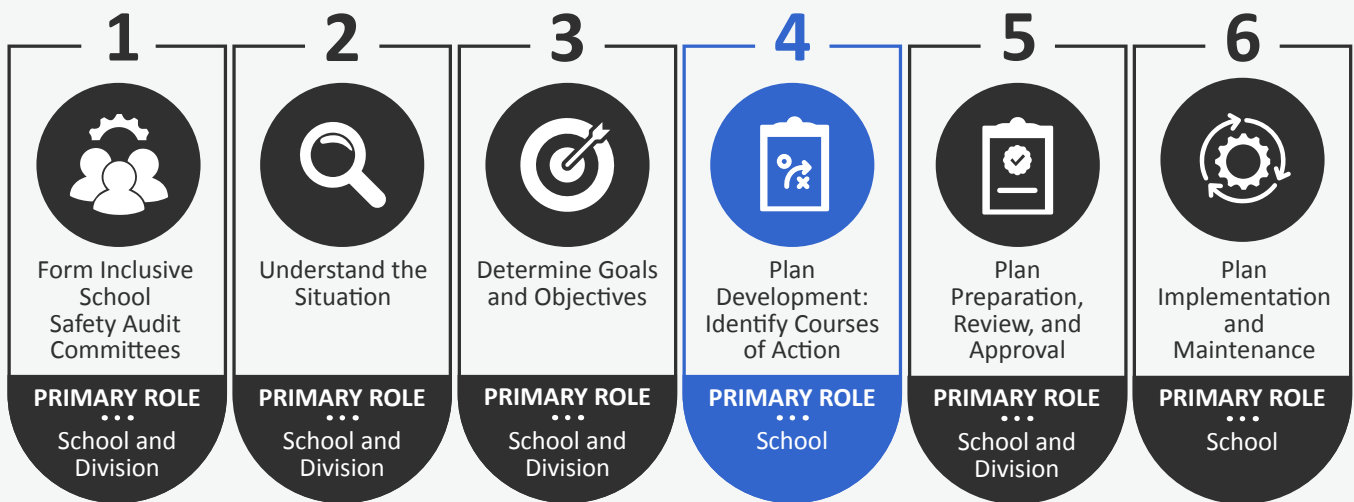 1
Form Inclusive
School
Safety Audit
Committees
PRIMARY ROLE
School and
Division
2
Understand the
Situation
PRIMARY ROLE
School and
Division
3
Determine Goals
and Objectives
PRIMARY ROLE
School and
Division
4
Plan
Development:
Identify Courses
of Action
PRIMARY ROLE
School
5
Plan
Preparation,
Review, and
Approval
PRIMARY ROLE
School and
Division
6
Plan
Implementation
and
Maintenance
PRIMARY ROLE
School